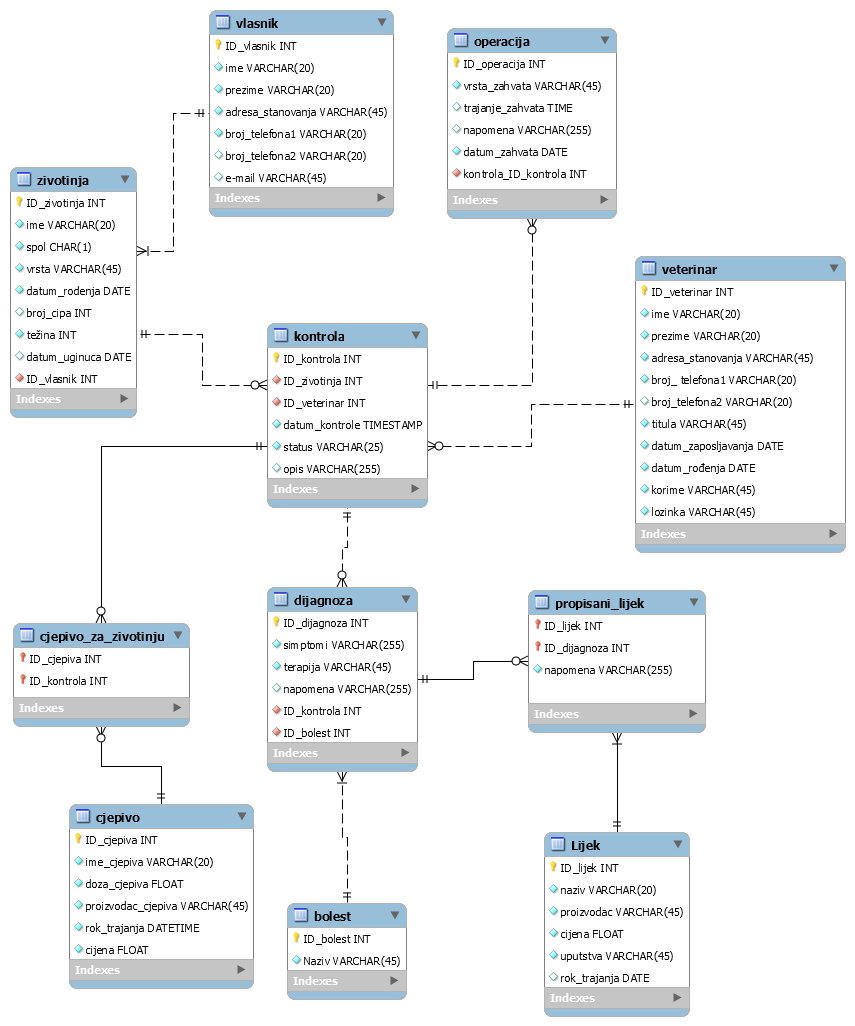 vlasnik
ID_vlasnik INT
ime VARCHAR(20)
prezime VARCHAR(20)
adresa_stanovanja VARCHAR(45)
broj_telefona1 VARCHAR(20)
broj_telefona2 VARCHAR(20)
e-mail VARCHAR(45)
Indexes
operacija
ID_operacija INT
vrsta_zahvata VARCHAR(45)
trajanje_zahvata TIME
napomena VARCHAR(255)
datum_zahvata DATE
kontrola_ID_kontrola INT
Indexes
zivotinja
ID_zivotinja INT
ime VARCHAR(20)
spol CHAR(1)
vrsta VARCHAR(45)
datum_rodenja DATE
broj_cipa INT
težina INT
datum_uginuca DATE
ID_vlasnik INT
Indexes
veterinar
ID_veterinar INT
ime VARCHAR(20)
prezime VARCHAR(20)
adresa_stanovanja VARCHAR(45)
broj_ telefona1 VARCHAR(20)
broj_telefona2 VARCHAR(20)
titula VARCHAR(45)
datum_zaposljavanja DATE
datum_rođenja DATE
korime VARCHAR(45)
lozinka VARCHAR(45)
Indexes
kontrola
ID_kontrola INT
ID_zivotinja INT
ID_veterinar INT
datum_kontrole TIMESTAMP
status VARCHAR(25)
opis VARCHAR(255)
Indexes
cjepivo_za_zivotinju
ID_cjepiva INT
ID_kontrola INT
Indexes
dijagnoza
ID_dijagnoza INT
simptomi VARCHAR(255)
terapija VARCHAR(45)
napomena VARCHAR(255)
ID_kontrola INT
ID_bolest INT
Indexes
propisani_lijek
ID_lijek INT
ID_dijagnoza INT
napomena VARCHAR(255)
Indexes
cjepivo
ID_cjepiva INT
ime_cjepiva VARCHAR(20)
doza_cjepiva FLOAT
proizvodac_cjepiva VARCHAR(45)
rok_trajanja DATETIME
cijena FLOAT
Indexes
bolest
ID_bolest INT
Naziv VARCHAR(45)
Indexes
Lijek
ID_lijek INT
naziv VARCHAR(20)
proizvodac VARCHAR(45)
cijena FLOAT
uputstva VARCHAR(45)
rok_trajanja DATE
Indexes